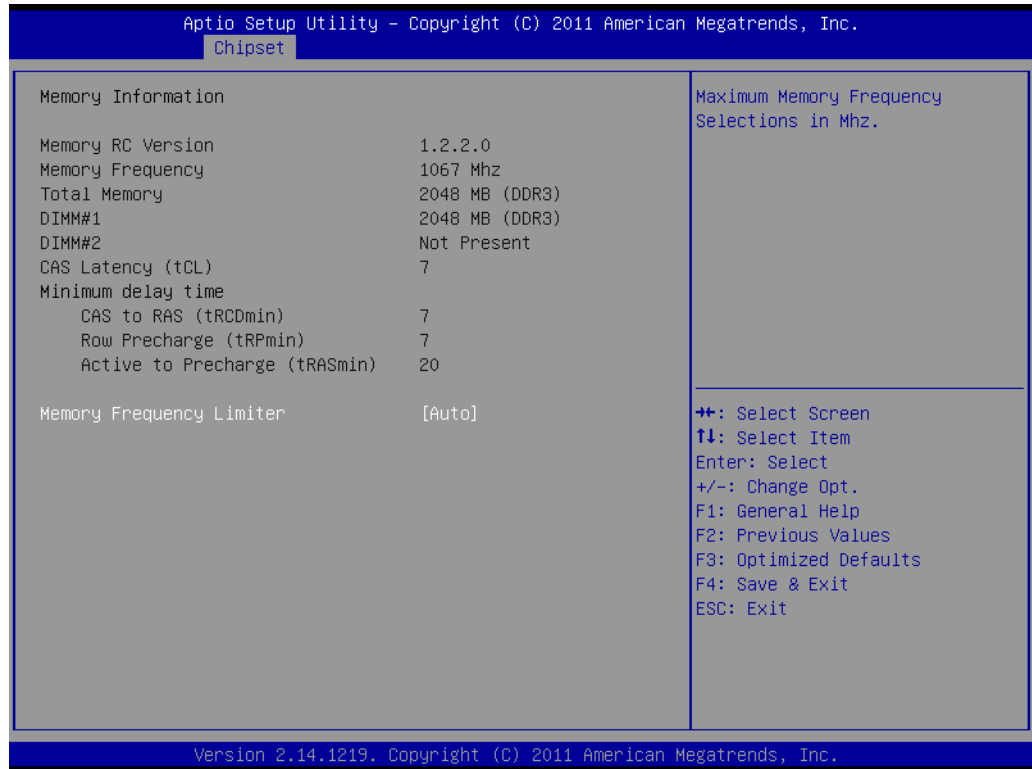 Aptio Setup Utility – Copyright (C) 2011 American Megatrends, Inc.
Chipset
Memory Information
Memory RC Version 1.2.2.0
Memory Frequency 1067 Mhz
Total Memory 2048 MB (DDR3)
DIMM#1 2048 MB (DDR3)
DIMM#2 Not Present
CAS Latency (tCL) 7
Minimum delay time
CAS to RAS (tRCDmin) 7
Row Precharge (tRPmin) 7
Active to Precharge (tRASmin) 20
Memory Frequency Limiter [Auto]
Maximum Memory Frequency
Selections in Mhz.
→←: Select Screen
↑↓: Select Item
Enter: Select
+/-: Change Opt.
F1: General Help
F2: Previous Values
F3: Optimized Defaults
F4: Save & Exit
ESC: Exit
Version 2.14.1219. Copyright (C) 2011 American Megatrends, Inc.